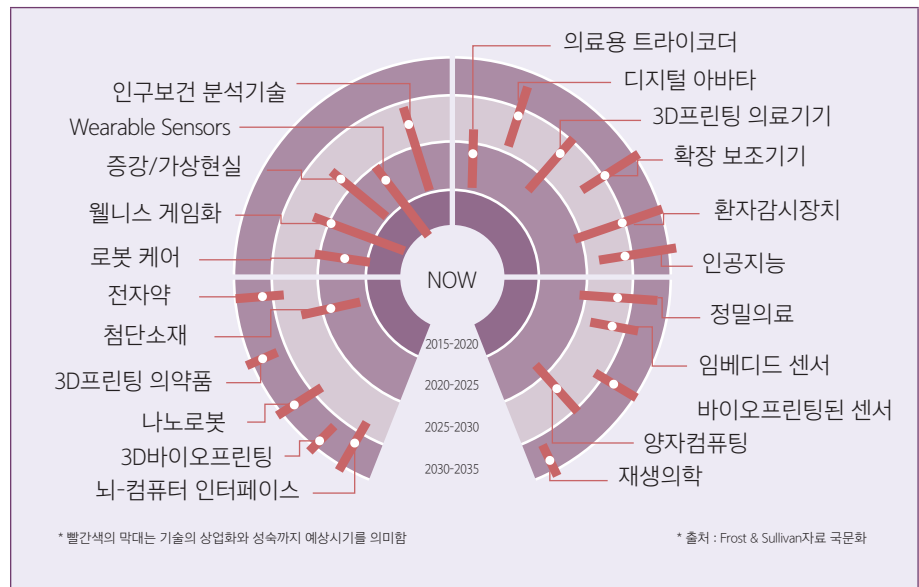 의료용 트라이코더
디지털 아바타
3D프린팅 의료기기
확장 보조기기
환자감시장치
인공지능
정밀의료
임베디드 센서
바이오프린팅된 센서
양자컴퓨팅
재생의학
인구보건 분석기술
Wearable Sensors
증강/가상현실
웰니스 게임화
로봇 케어
전자약
첨단소재
3D프린팅 의약품
나노로봇
3D바이오프린팅
뇌-컴퓨터 인터페이스
NOW
2015-2020
2020-2025
2025-2030
2030-2035
* 빨간색의 막대는 기술의 상업화와 성숙까지 예상시기를 의미함
* 출처 : Frost & Sullivan자료 국문화